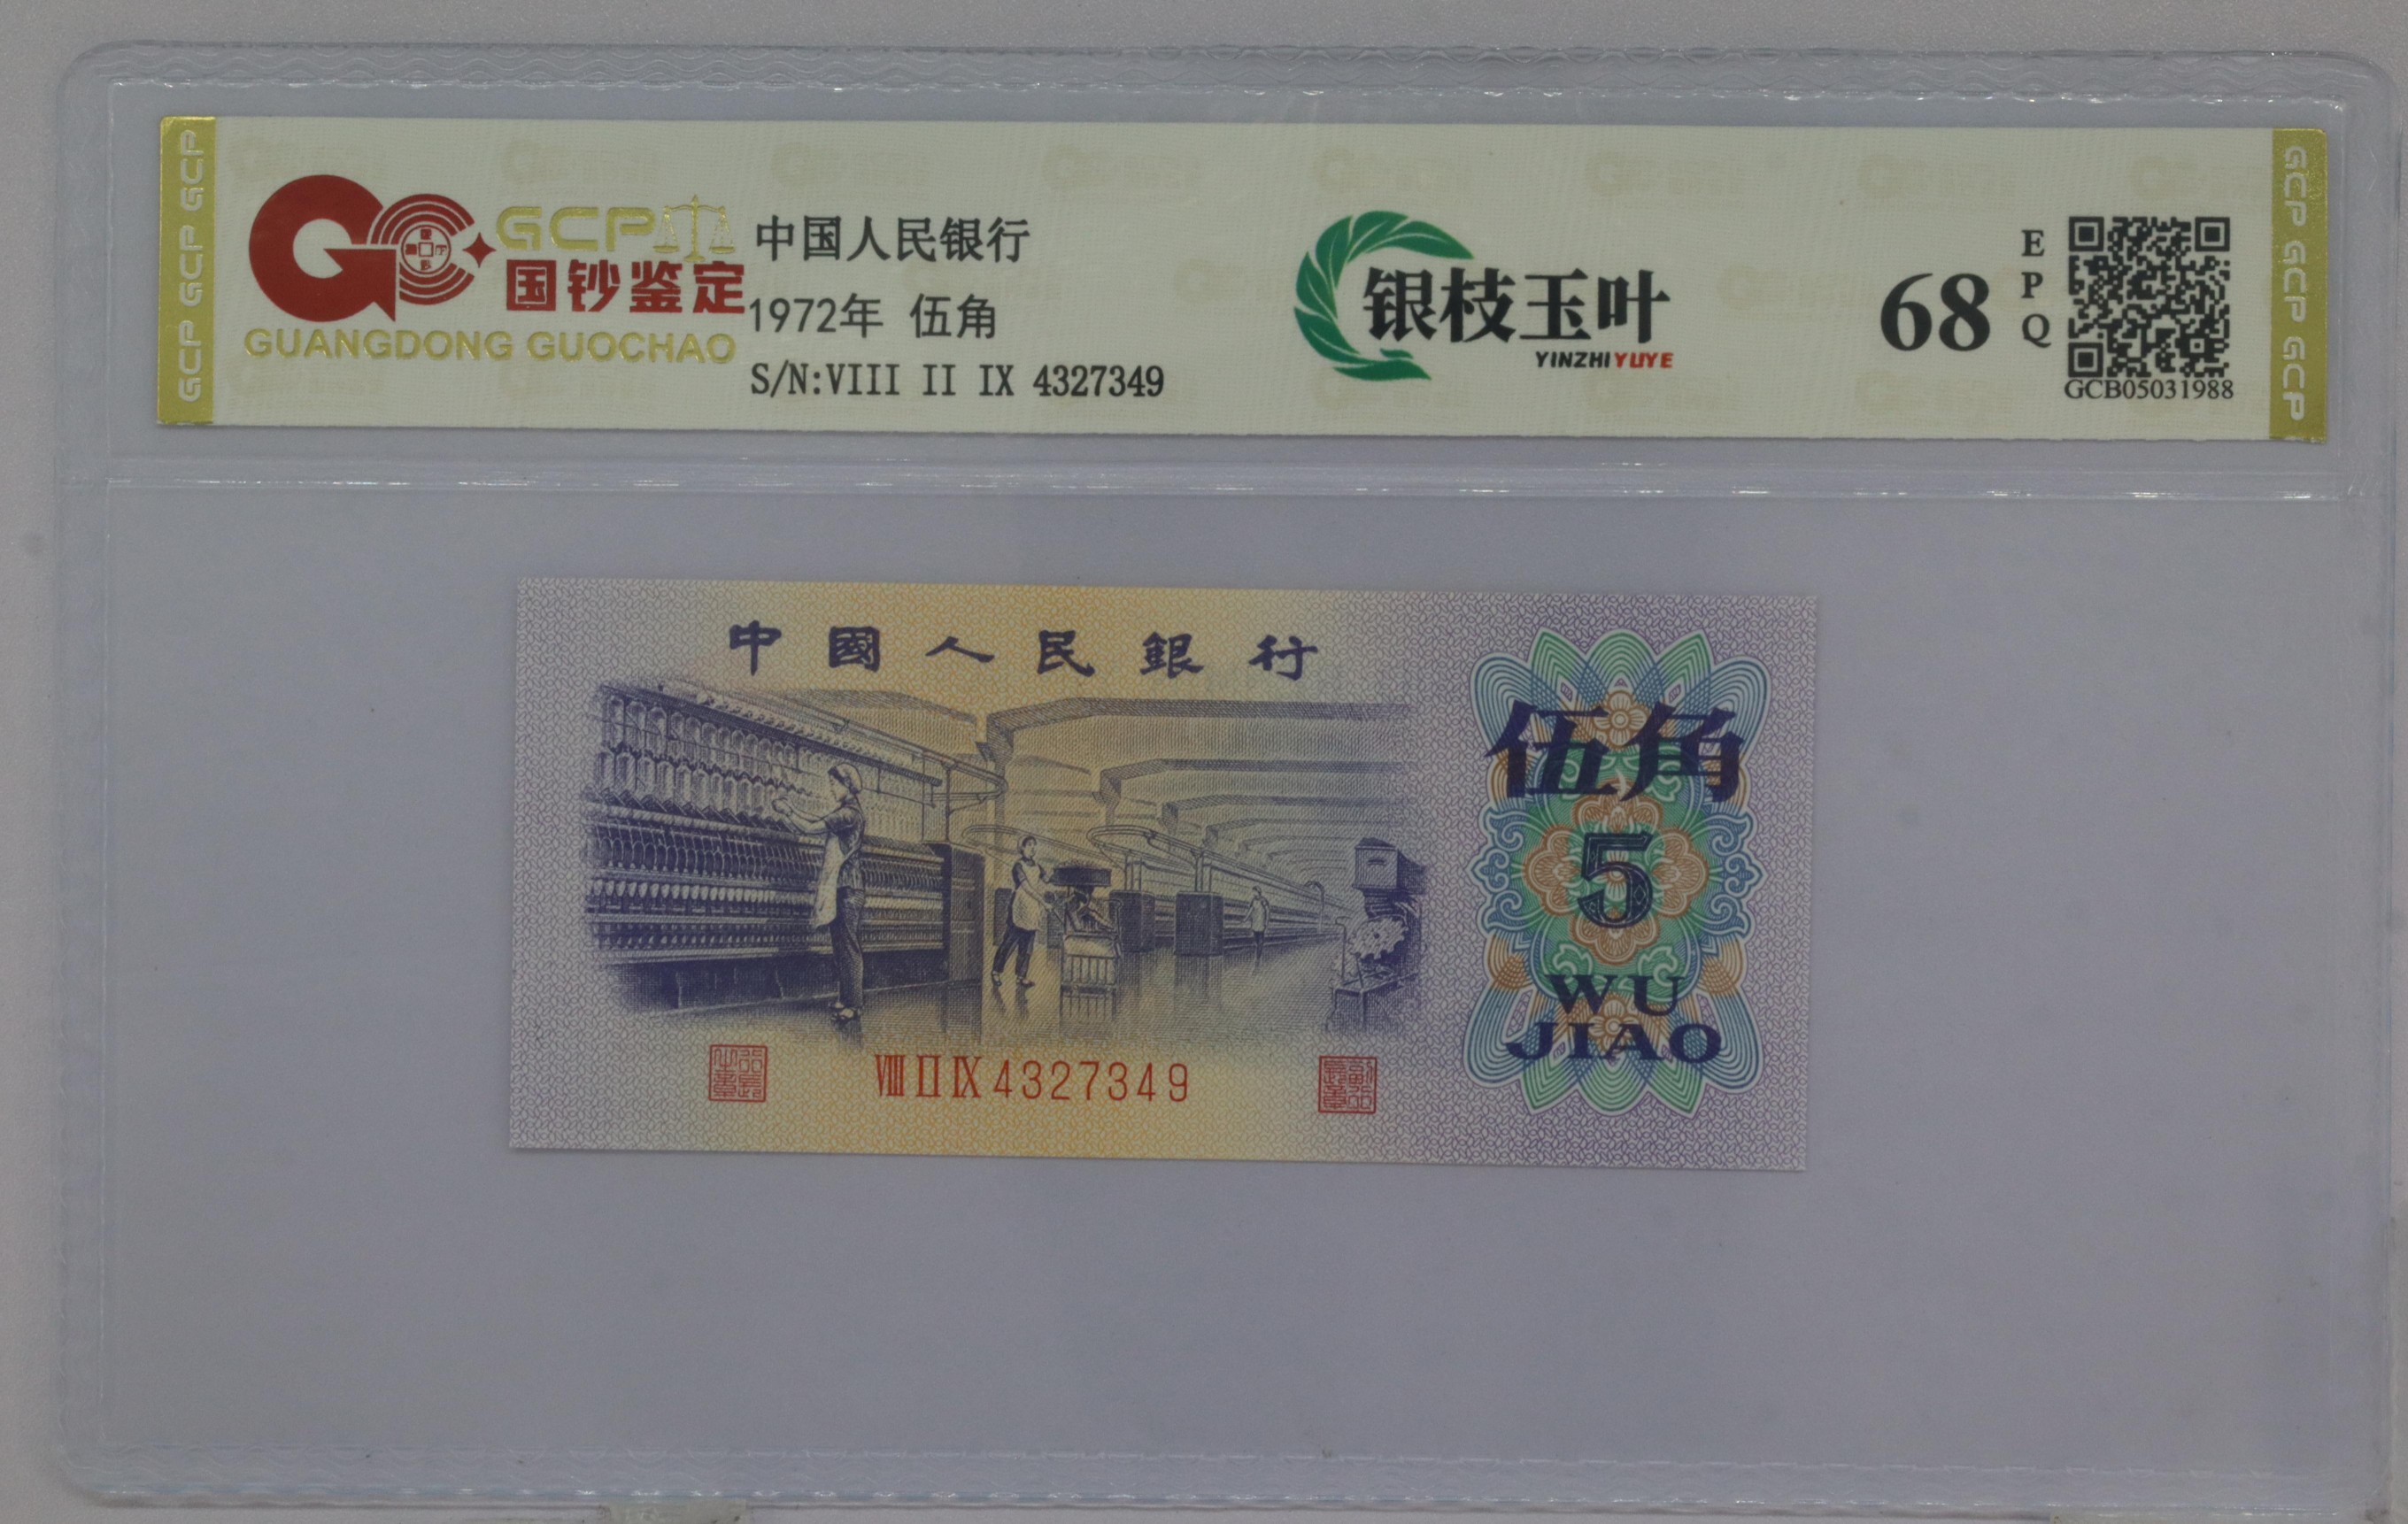 GCP GCP GCP
GCP
国钞鉴定
GUANGDONG GUOCHAO
中国人民银行
1972年 伍角
S/N:VIII II IX 4327349
银枝玉叶
YINZHIYUYE
68
E
P
Q
GCB05031988
GCP GCP GCP
中國人民銀行
伍角
5
WU
JIAO
VIII II IX 4327349